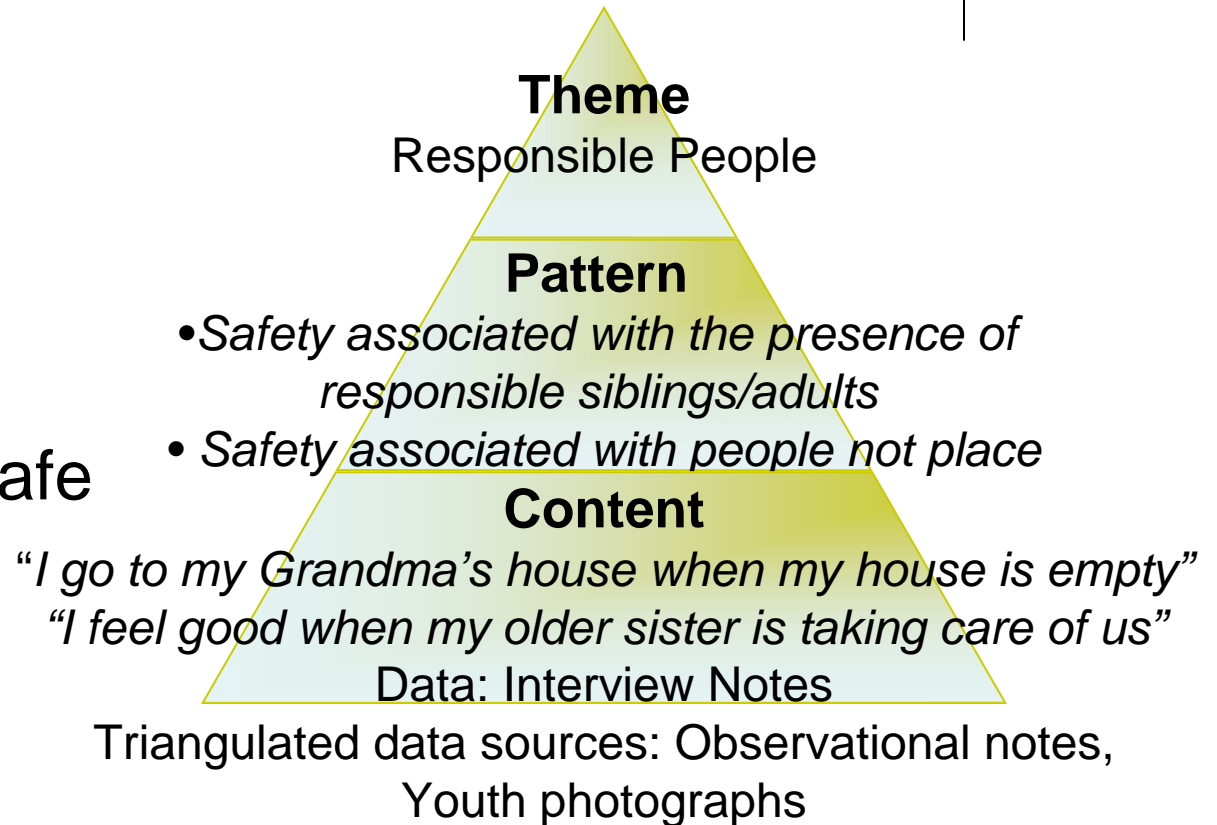 Theme
Responsible People
Pattern
•Safety associated with the presence of
responsible siblings/adults
• Safety associated with people not place
afe
Content
“I go to my Grandma’s house when my house is empty”
“I feel good when my older sister is taking care of us”
Data: Interview Notes
Triangulated data sources: Observational notes,
Youth photographs